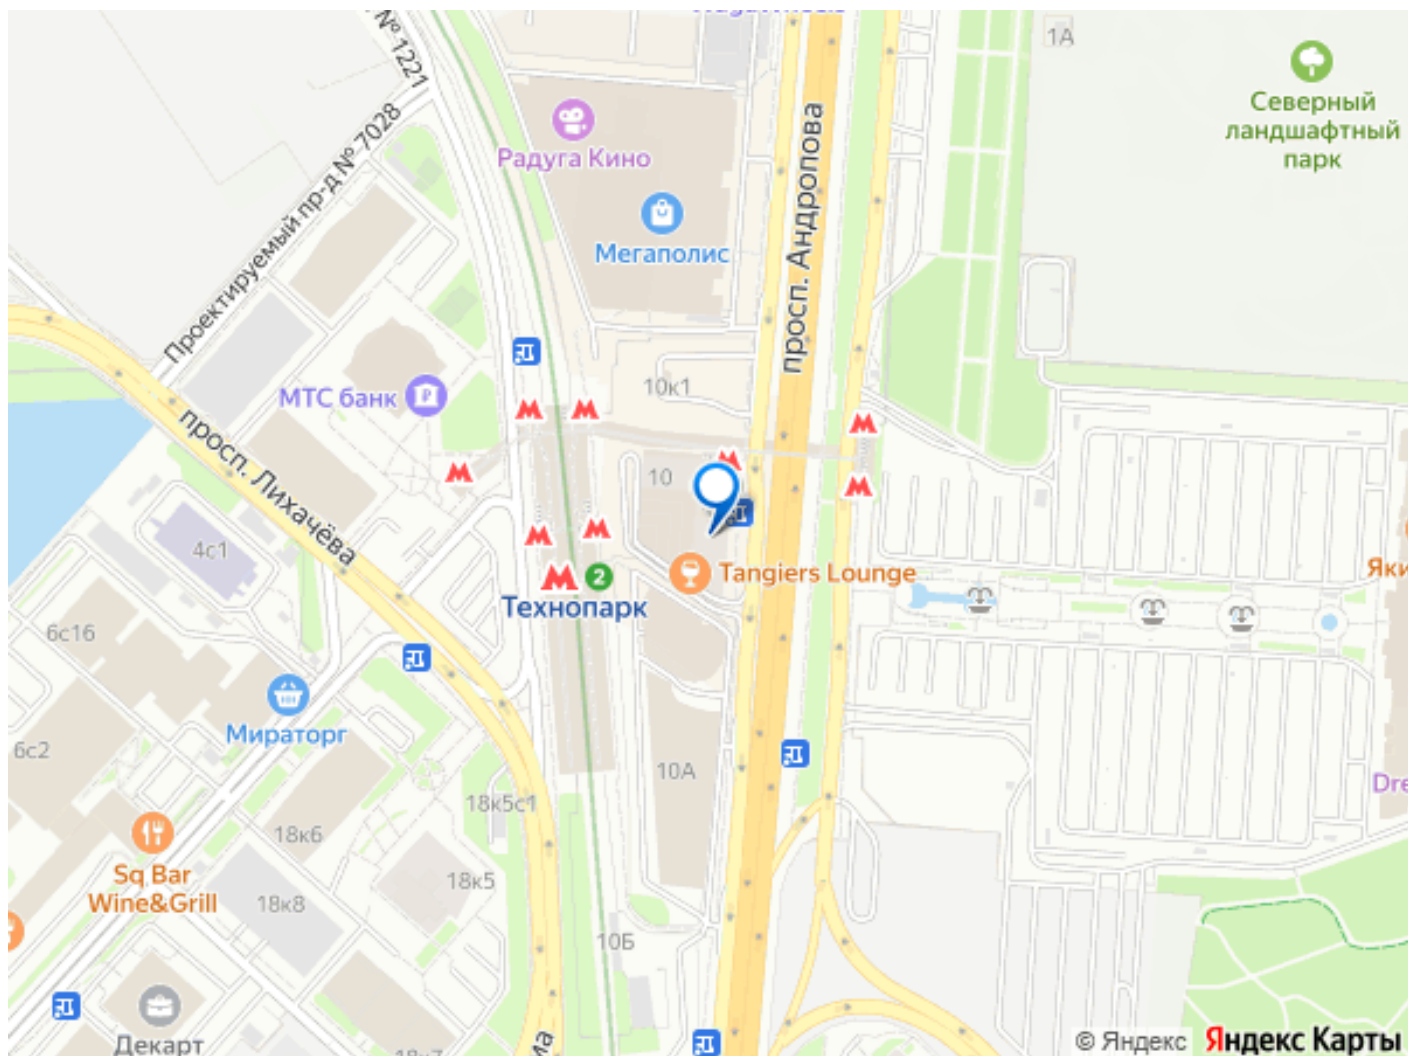 № 1221
1А
Северный
ландшафтный
парк
Проектируемый пр-д № 7028
Радуга Кино
Мегаполис
просп. Андропова
МТС банк
10к1
просп. Лихачёва
10
4с1
2
Технопарк
Tangiers Lounge
Яки
6с16
Мираторг
6с2
10А
Dre
18к5с1
18к6
Sq Bar
Wine&Grill
18к5
18к8
10Б
Декарт
© Яндекс
Яндекс Карты